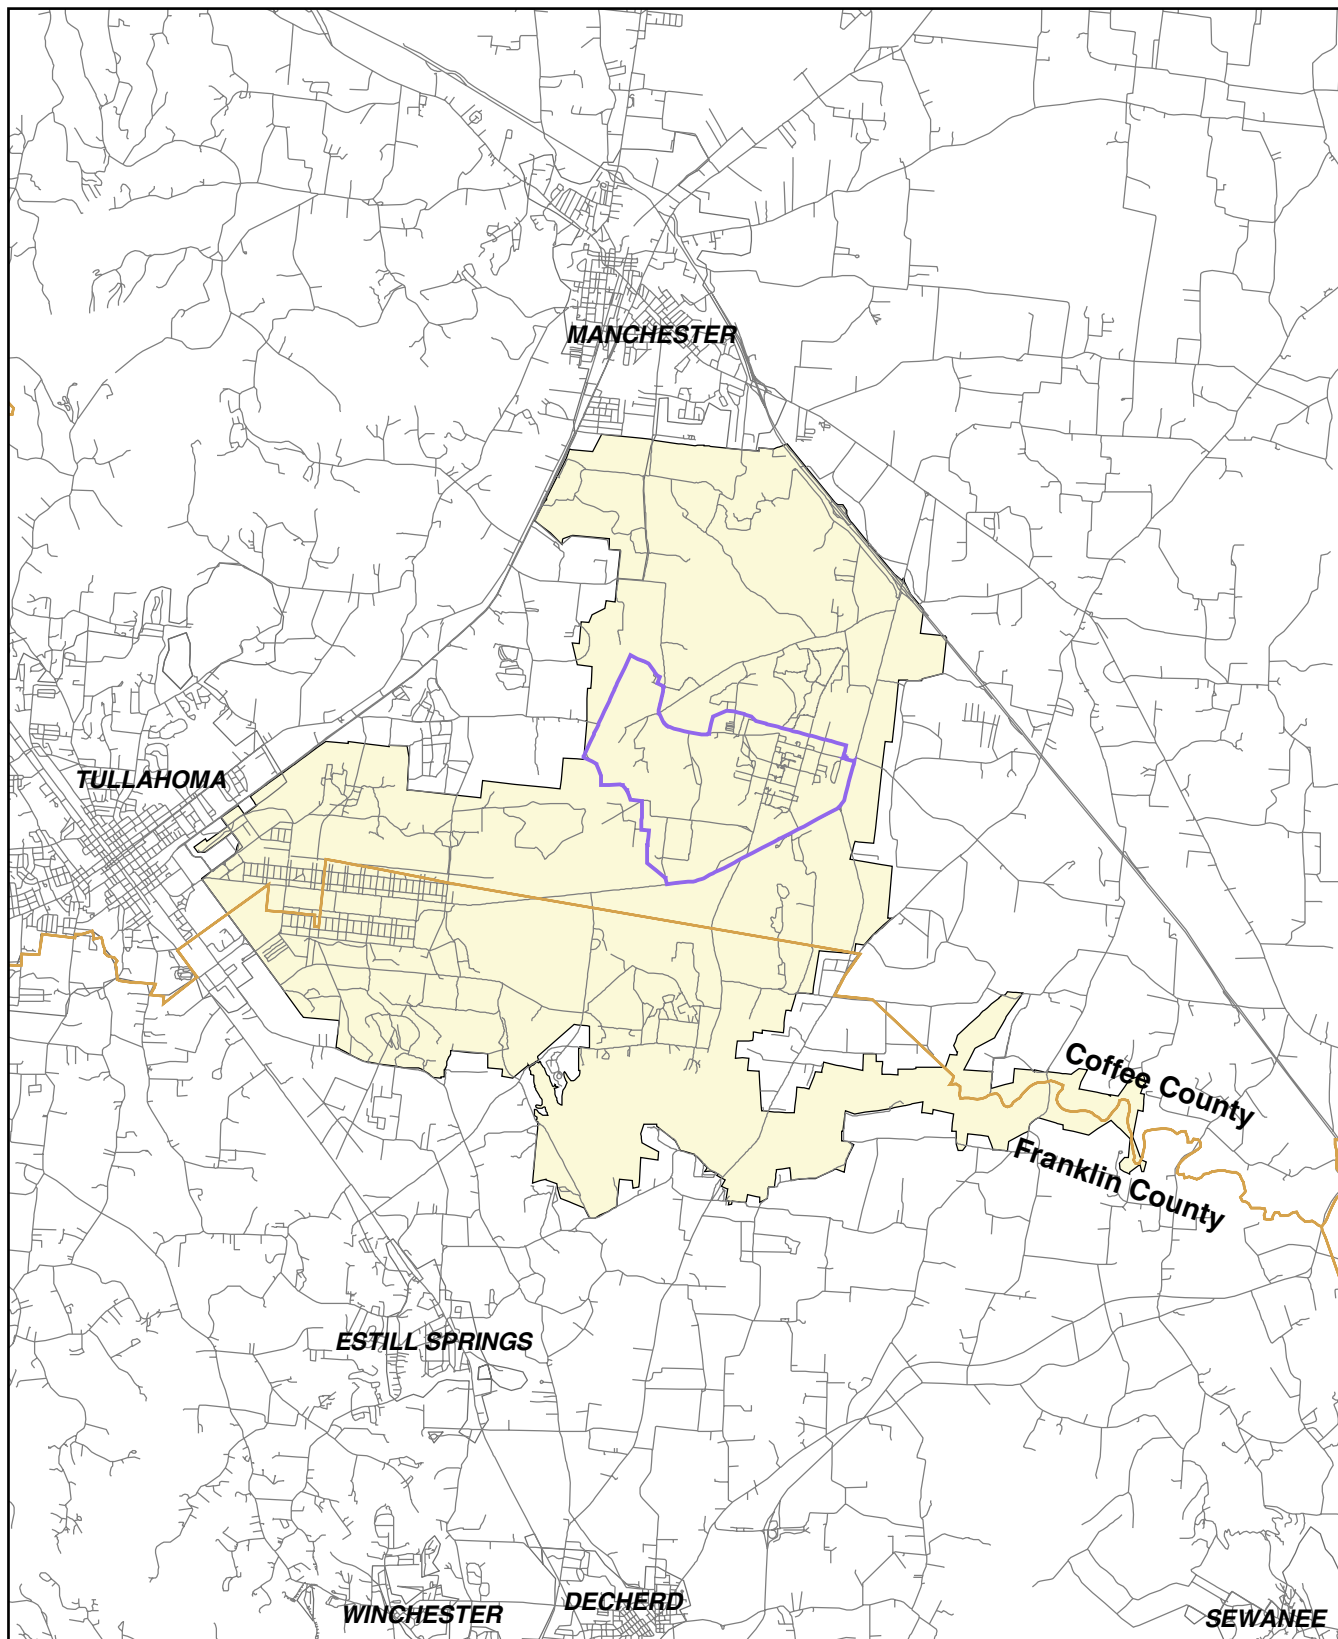 MANCHESTER
TULLAHOMA
Coffee County
Franklin County
ESTILL SPRINGS
WINCHESTER
DECHERD
SEWANEE